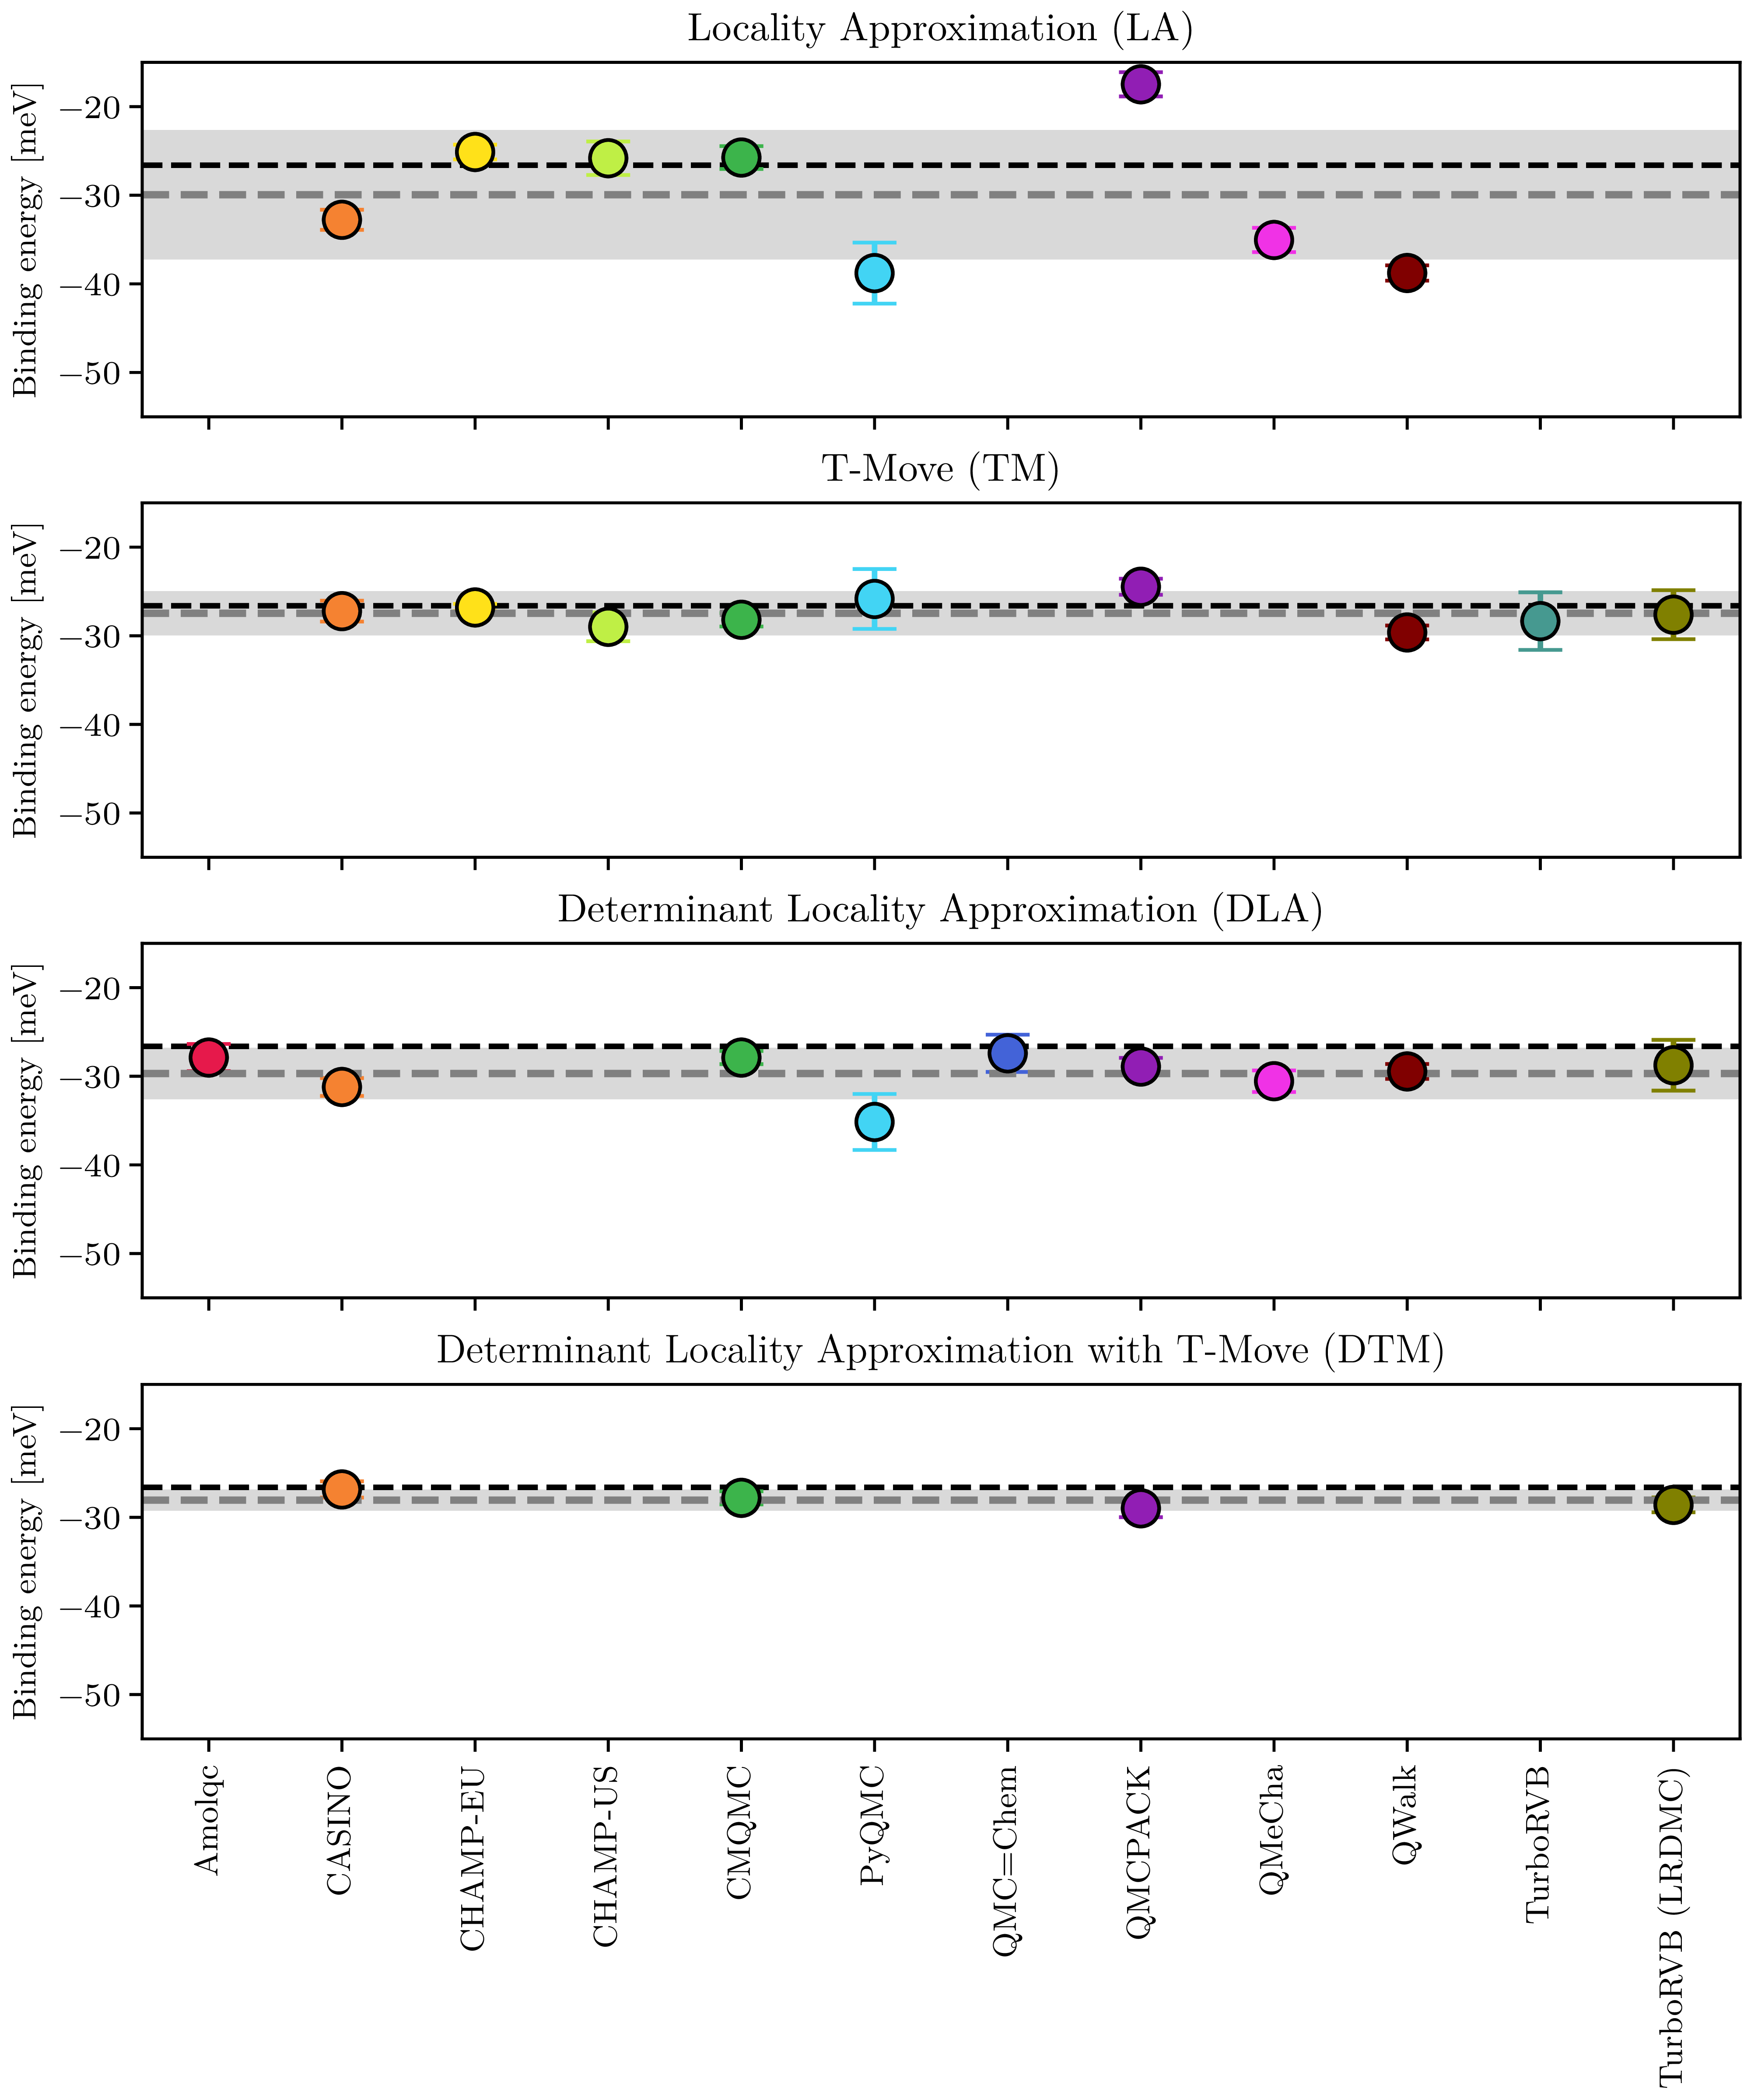 Locality Approximation (LA)
Binding energy [meV]
−20
−30
−40
−50
T-Move (TM)
Binding energy [meV]
−20
−30
−40
−50
Determinant Locality Approximation (DLA)
Binding energy [meV]
−20
−30
−40
−50
Determinant Locality Approximation with T-Move (DTM)
Binding energy [meV]
−20
−30
−40
−50
Amolqc
CASINO
CHAMP-EU
CHAMP-US
CMQMC
PyQMC
QMC=Chem
QMCPACK
QMeCha
QWalk
TurboRVB
TurboRVB (LRDMC)